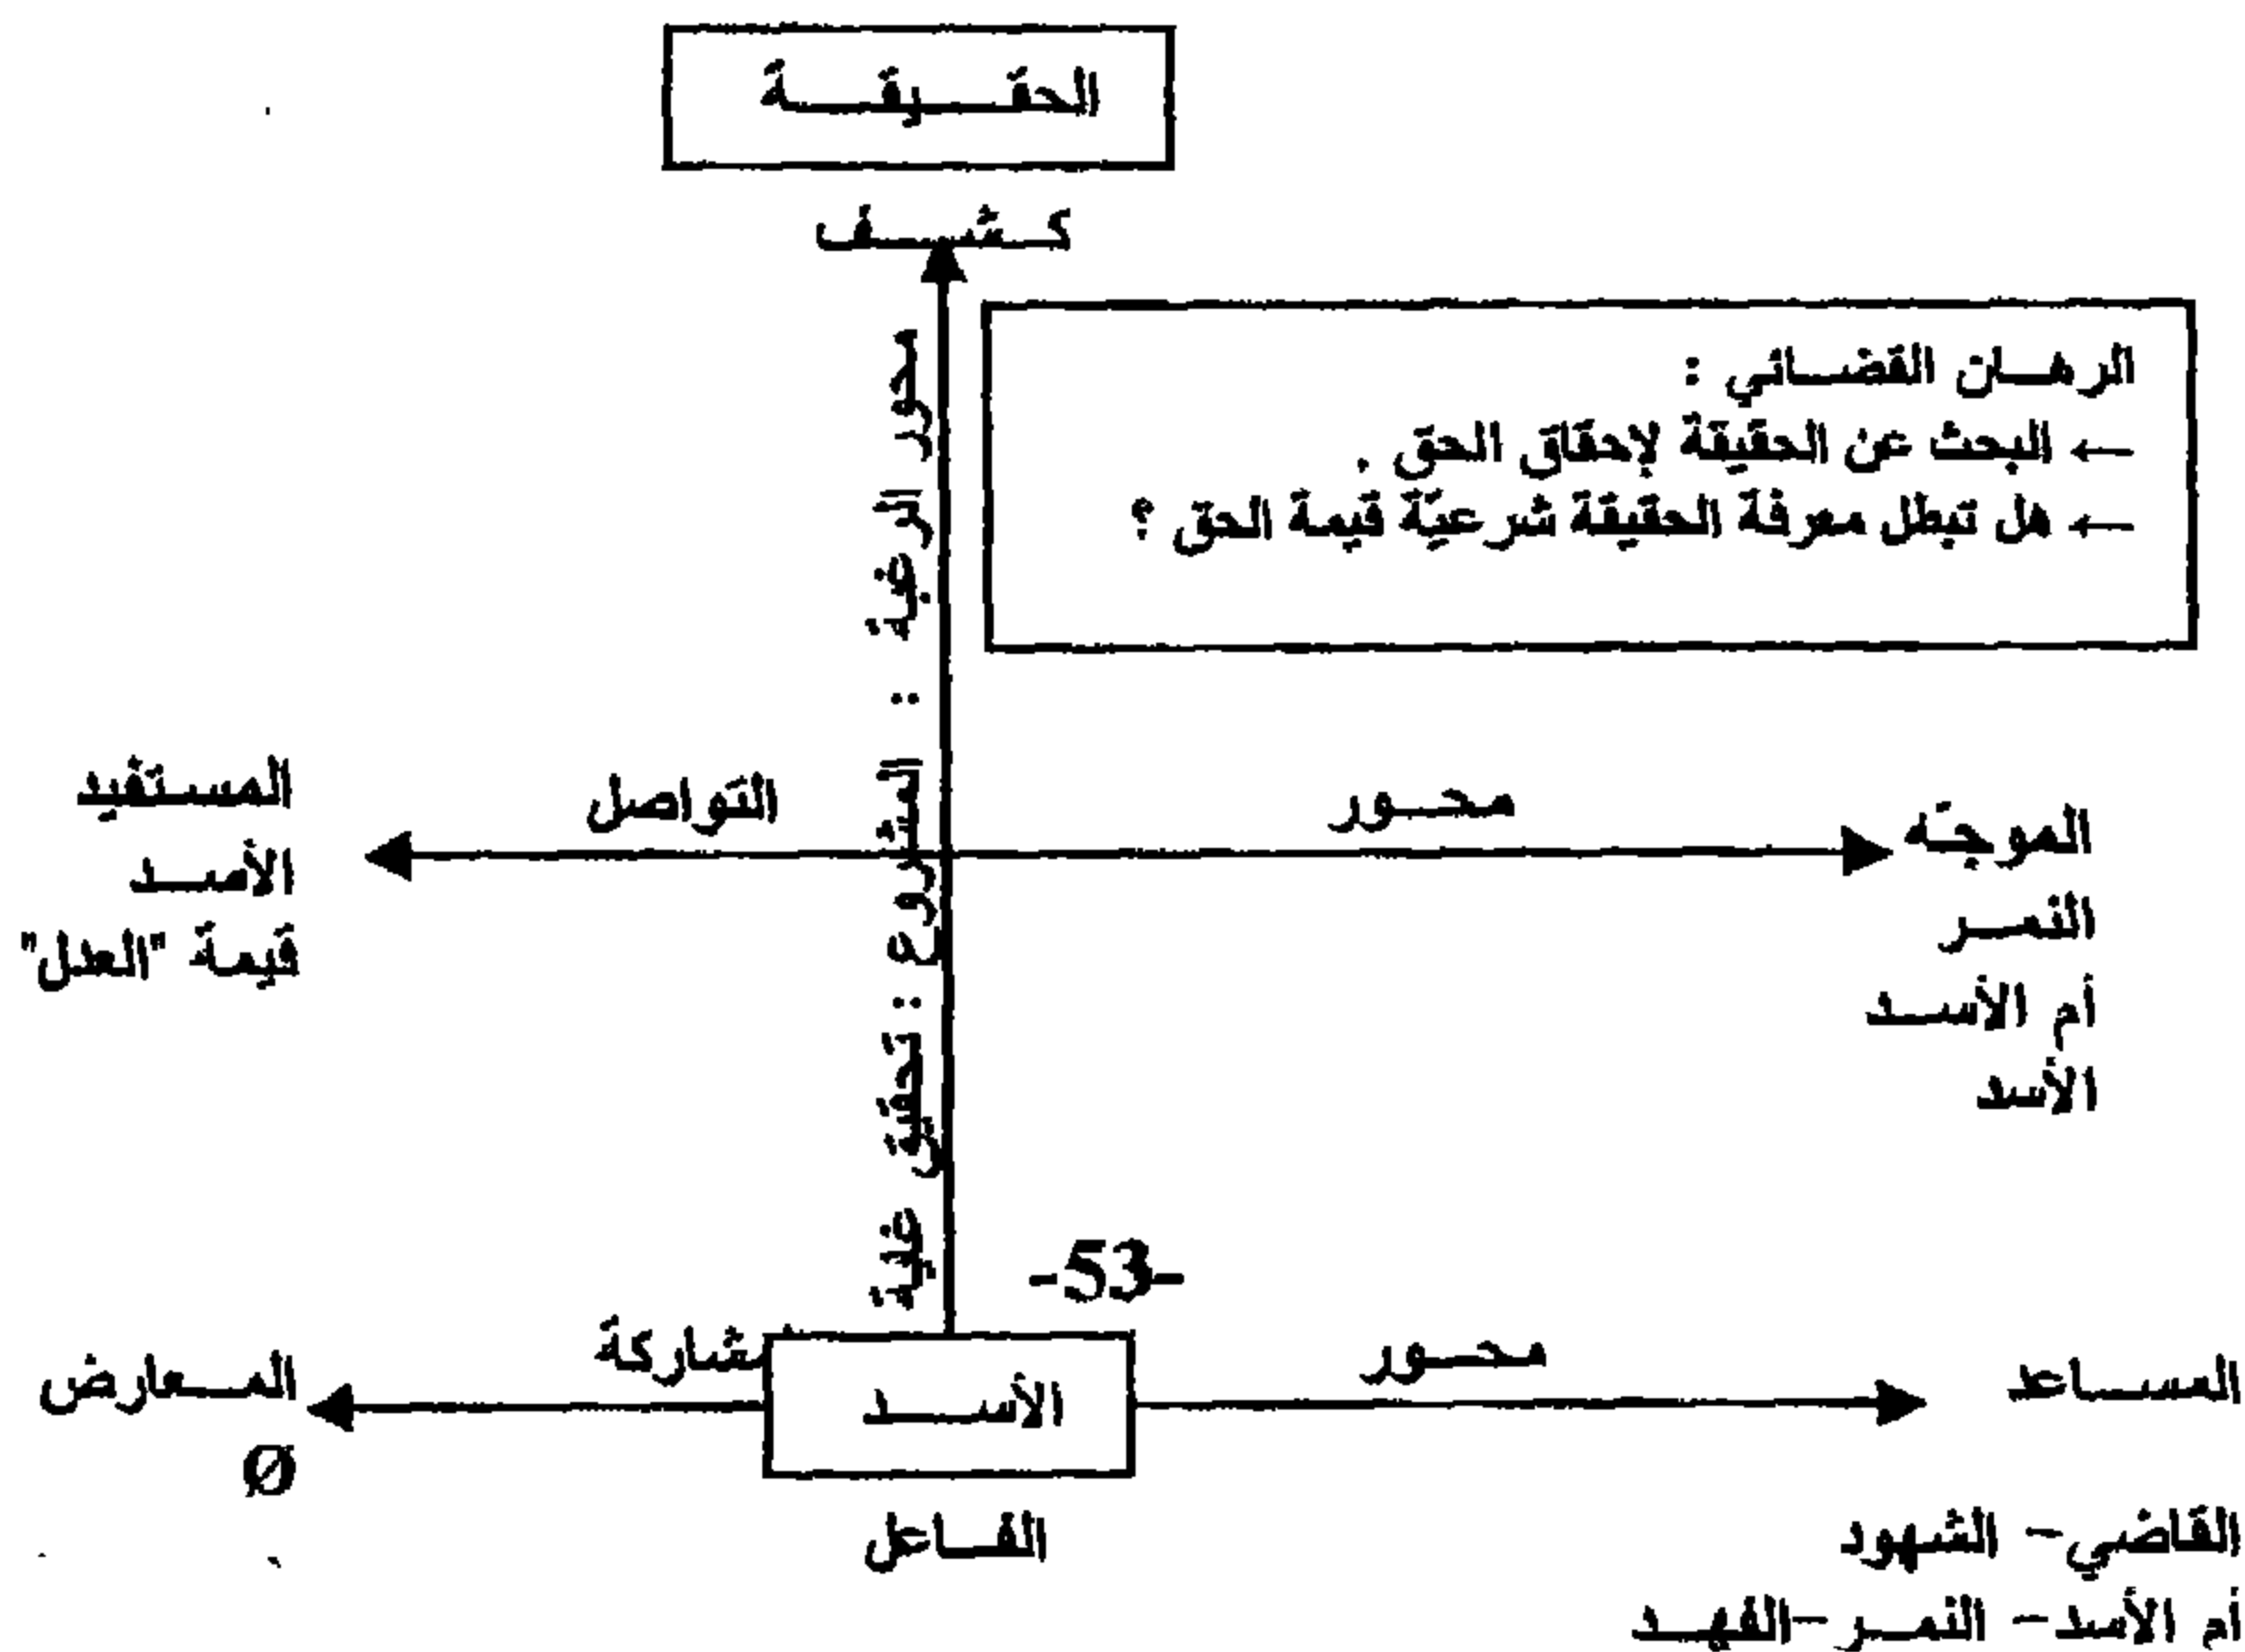 الحقيقة
كشف
الرهان القضائي :
← البحث عن الحقيقة لإحقاق الحق .
← هل تبطل معرفة الحقيقة شرعيّة قيمة الحق ؟
محور الرغبة : المشروع : تحقيق قيمة
الموجّه
النمر
أم الأسد
الأسد
محور التواصل
المستفيد
الأسد
قيمة "العدل"
-53-
المساعد
محور
مشاركة
المعارض
الأسد
Ø
الفاعل
القاضي- الشهود
أم الأسد- النمر-الفهد